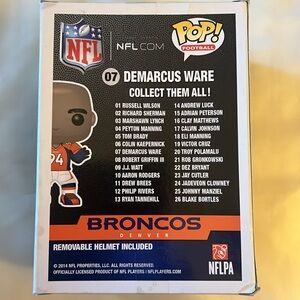 NFL
NFL.COM
POP!
FOOTBALL
07 DEMARCUS WARE
COLLECT THEM ALL!
01 RUSSELL WILSON
02 RICHARD SHERMAN
03 MARSHAWN LYNCH
04 PEYTON MANNING
05 TOM BRADY
06 COLIN KAEPERNICK
07 DEMARCUS WARE
08 ROBERT GRIFFIN III
09 J.J. WATT
10 AARON RODGERS
11 DREW BREES
12 PHILIP RIVERS
13 RYAN TANNEHILL
14 ANDREW LUCK
15 ADRIAN PETERSON
16 CLAY MATTHEWS
17 CALVIN JOHNSON
18 ELI MANNING
19 VICTOR CRUZ
20 TROY POLAMALU
21 ROB GRONKOWSKI
22 DEZ BRYANT
23 JAY CUTLER
24 JADEVEON CLOWNEY
25 JOHNNY MANZIEL
26 BLAKE BORTLES
94
BRONCOS
DENVER
REMOVABLE HELMET INCLUDED
© 2014 NFL PROPERTIES, LLC. ALL RIGHTS RESERVED.
OFFICIALLY LICENSED PRODUCT OF NFL PLAYERS | NFLPLAYERS.COM
NFLPA